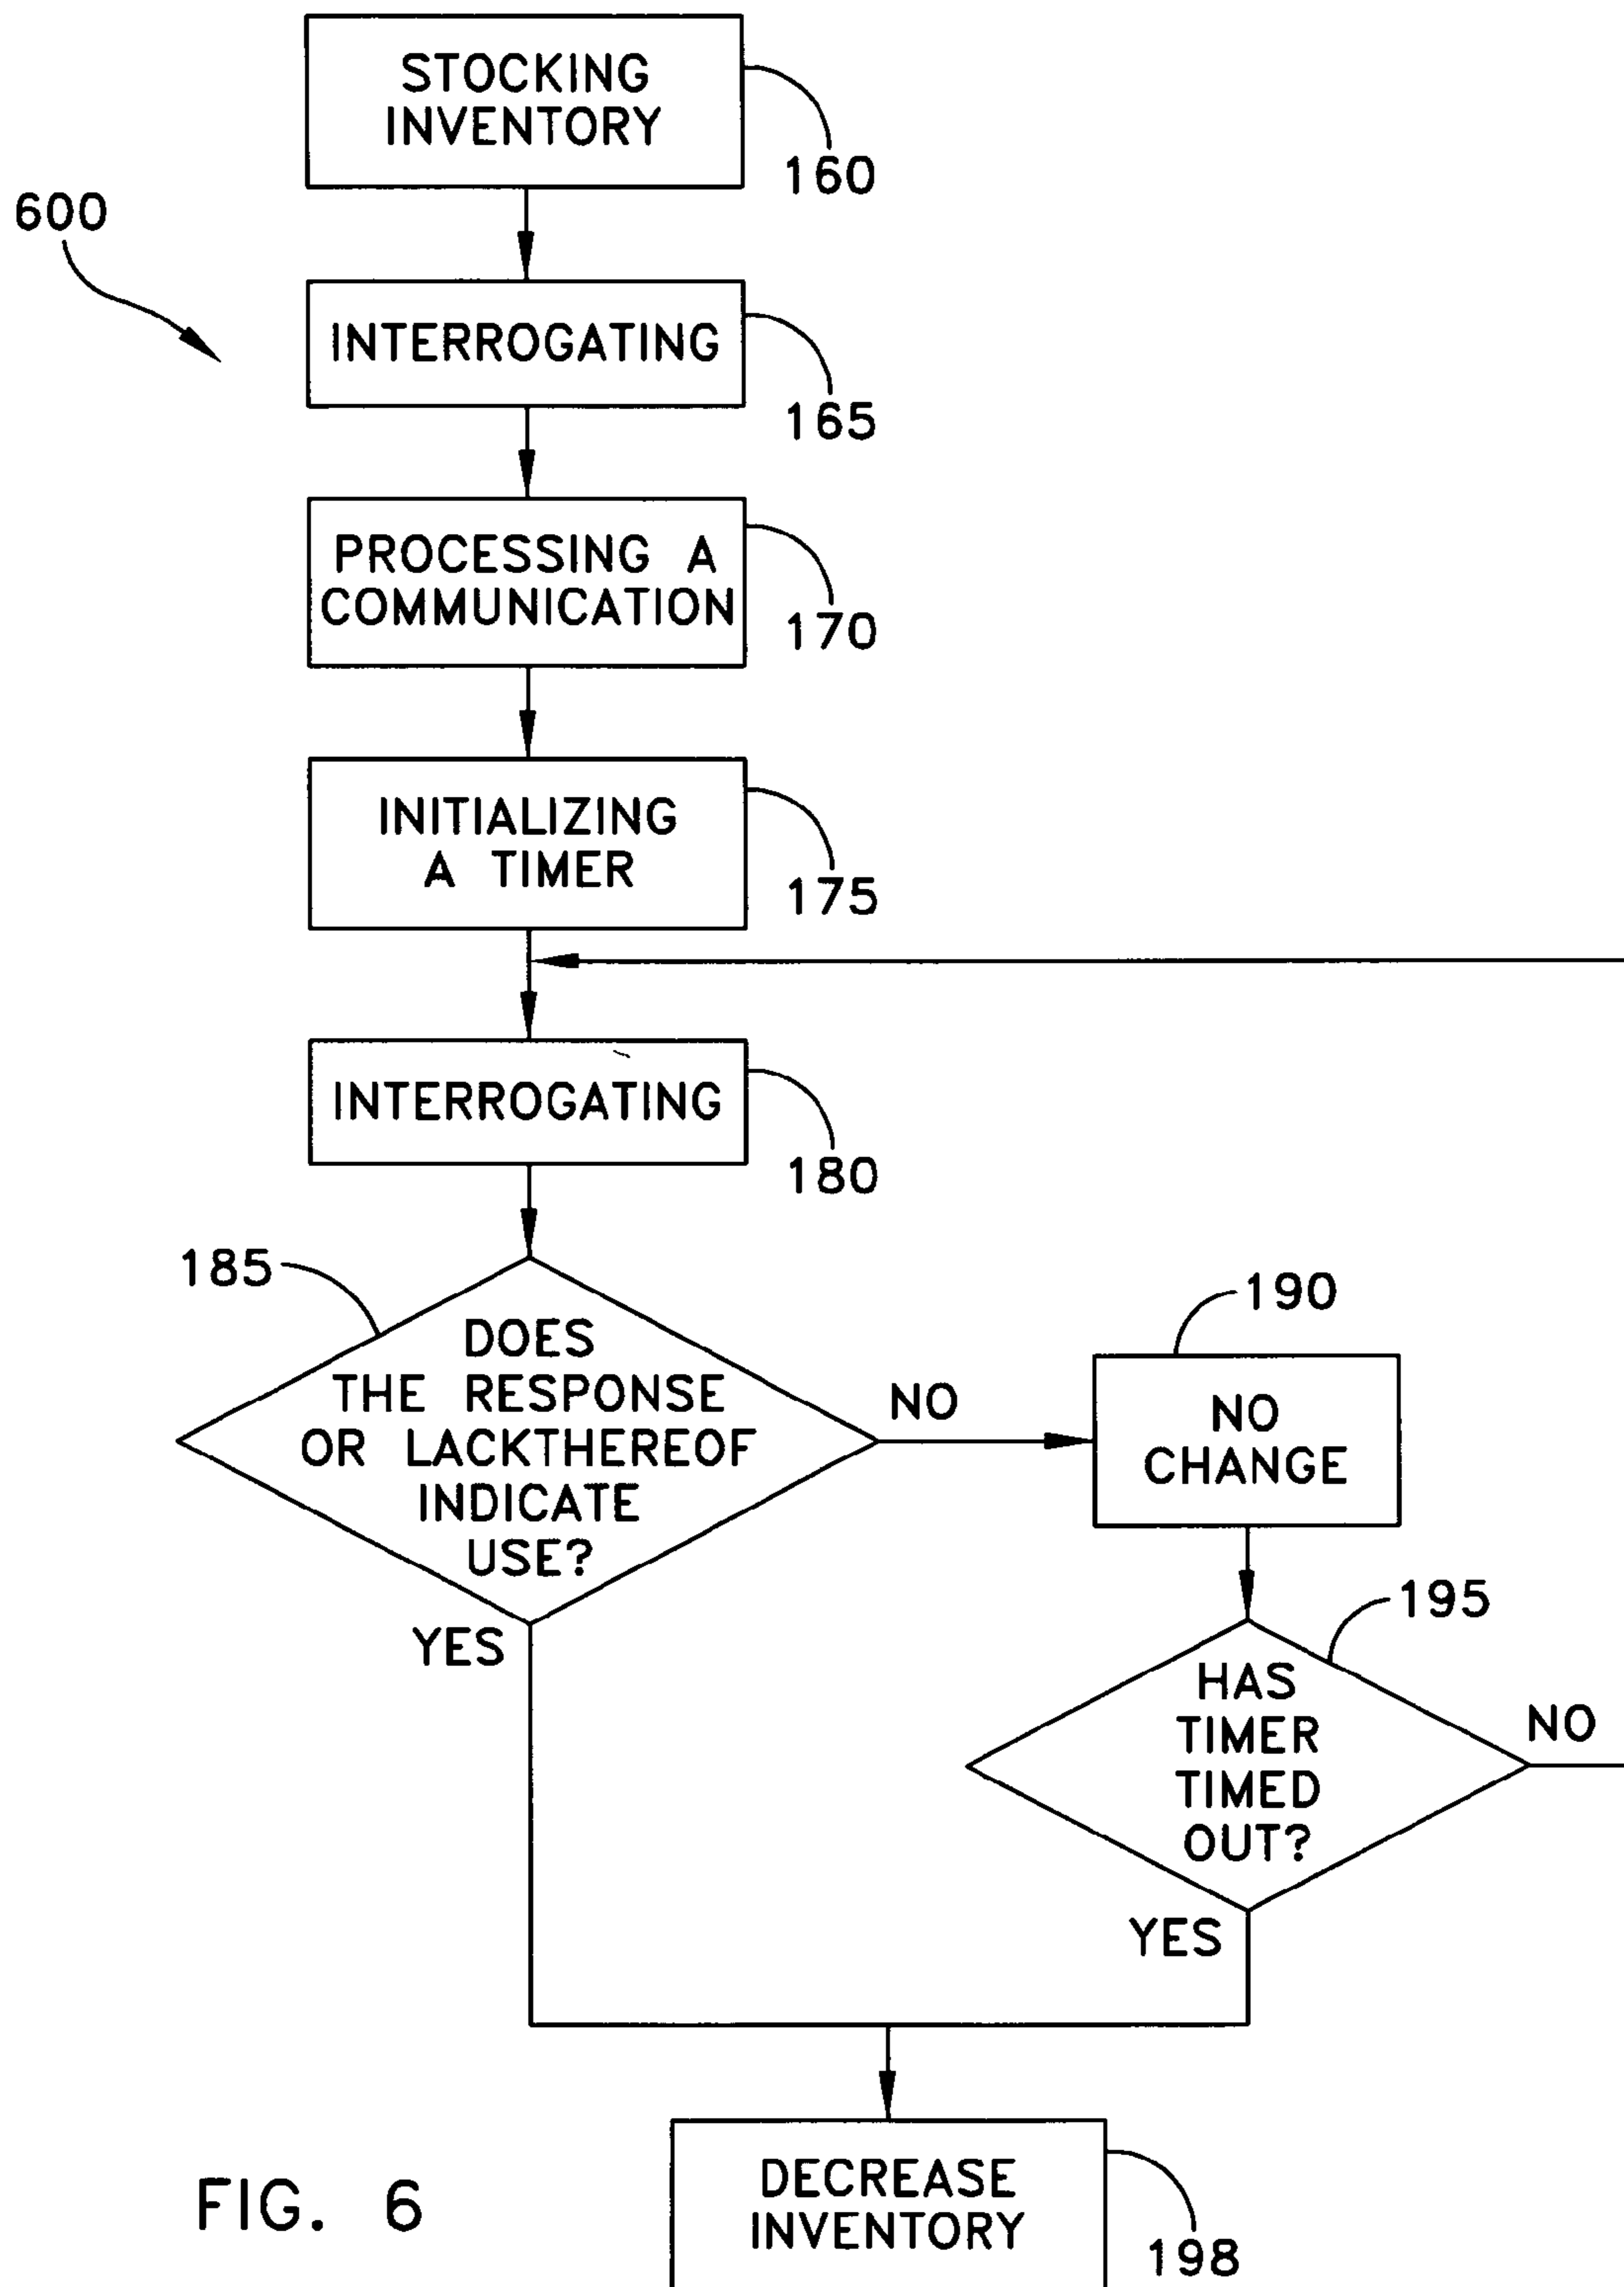 STOCKING
INVENTORY
160
600
INTERROGATING
165
PROCESSING A
COMMUNICATION
170
INITIALIZING
A TIMER
175
INTERROGATING
180
185
DOES
THE RESPONSE
OR LACKTHEREOF
INDICATE
USE?
NO
YES
190
NO
CHANGE
195
HAS
TIMER
TIMED
OUT?
NO
YES
DECREASE
INVENTORY
198
FIG. 6